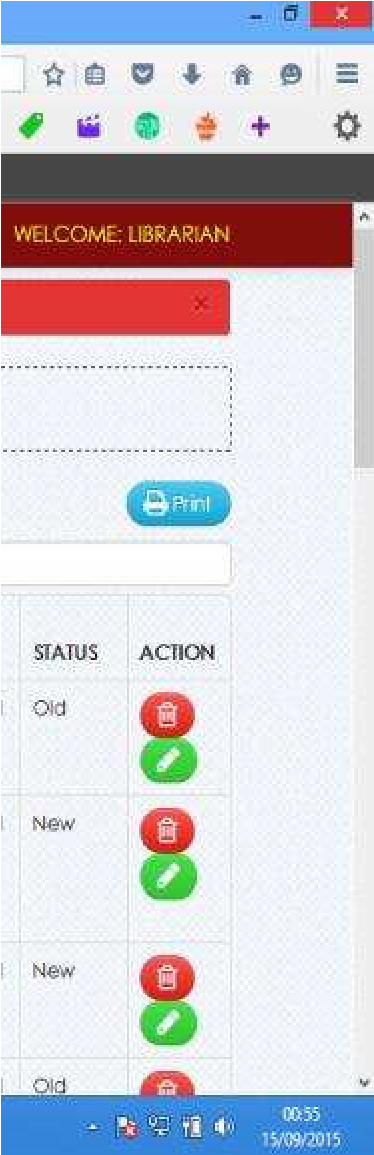 WELCOME: LIBRARIAN
×
Print
STATUS ACTION
Old
New
New
Old
00:55
15/09/2015